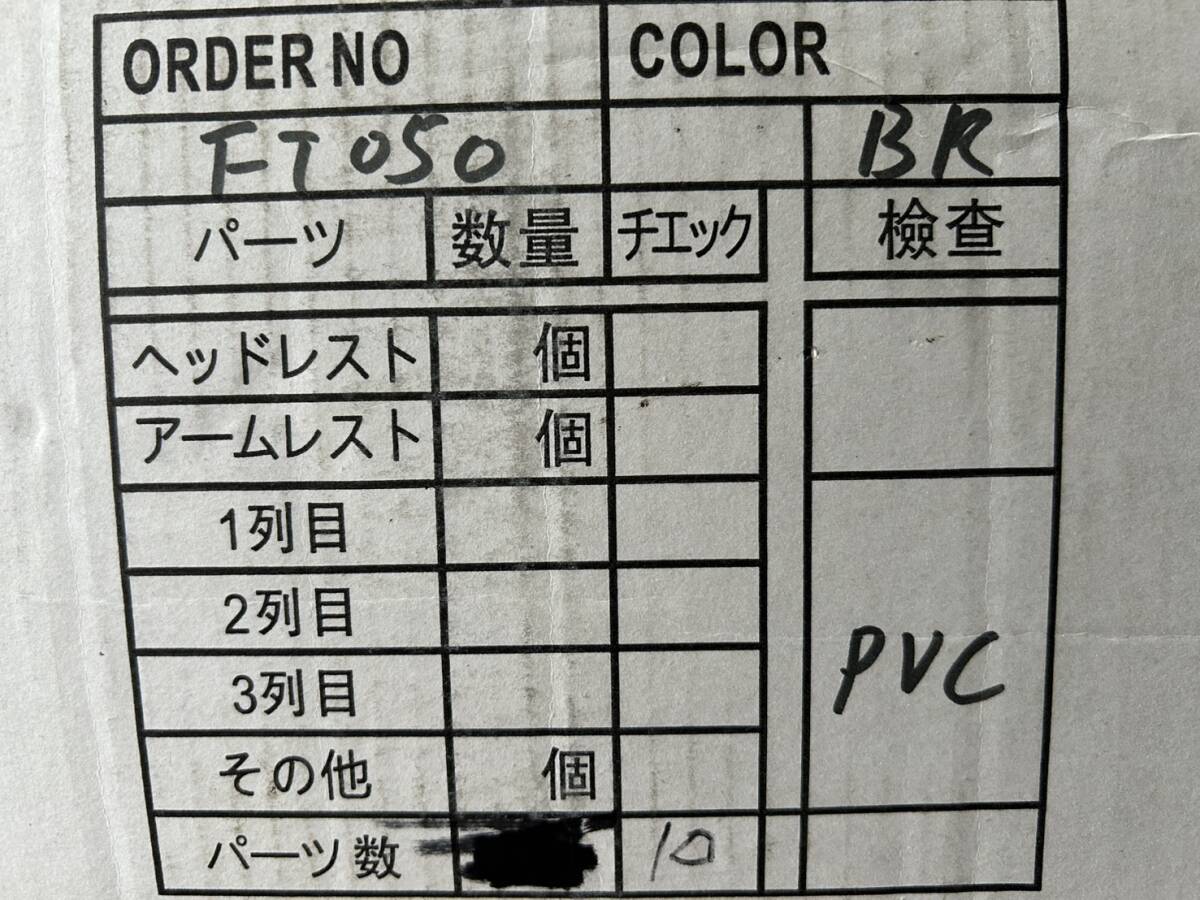 ORDER NO COLOR
FT050 BR
パーツ 数量 チエック 檢査
ヘッドレスト 個
アームレスト 個
1列目
2列目
3列目
PVC
その他 個
パーツ数 10